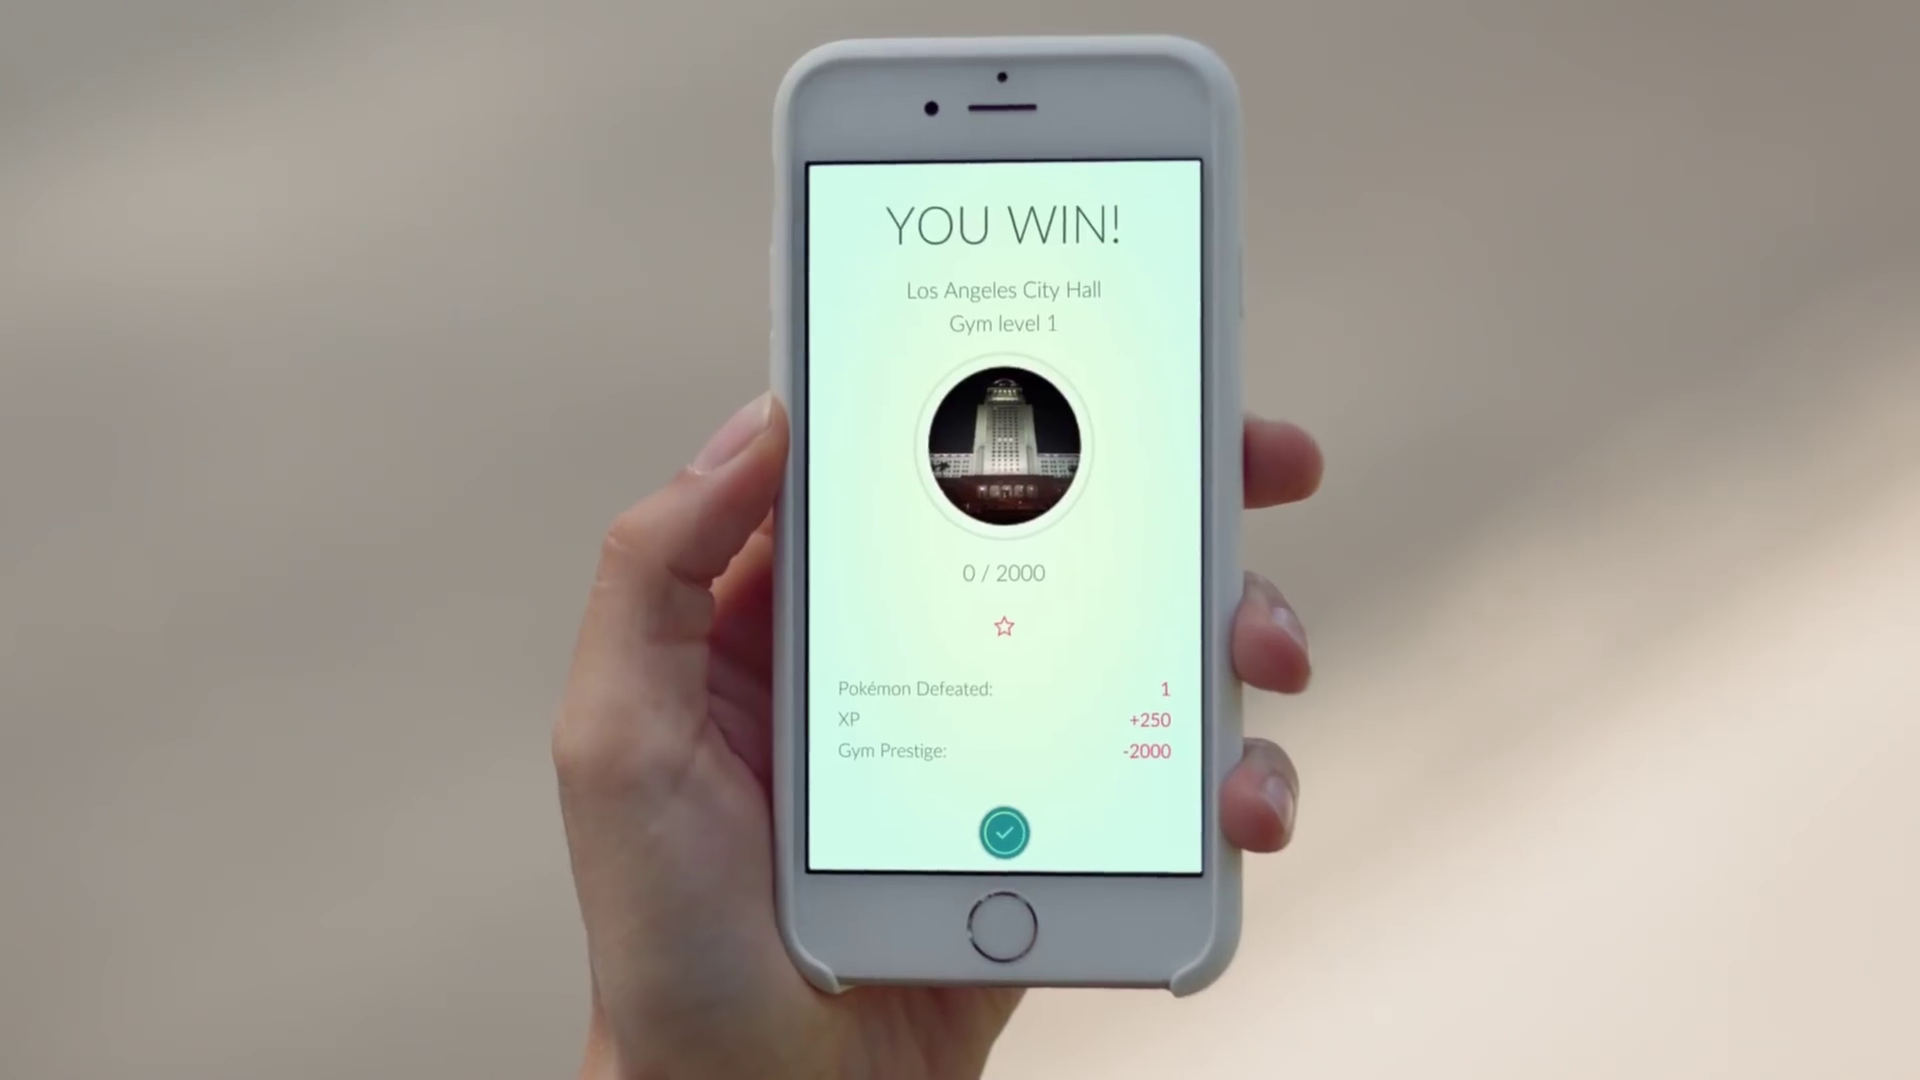 YOU WIN!
Los Angeles City Hall
Gym level 1
0 / 2000
Pokémon Defeated: 1
XP +250
Gym Prestige: -2000